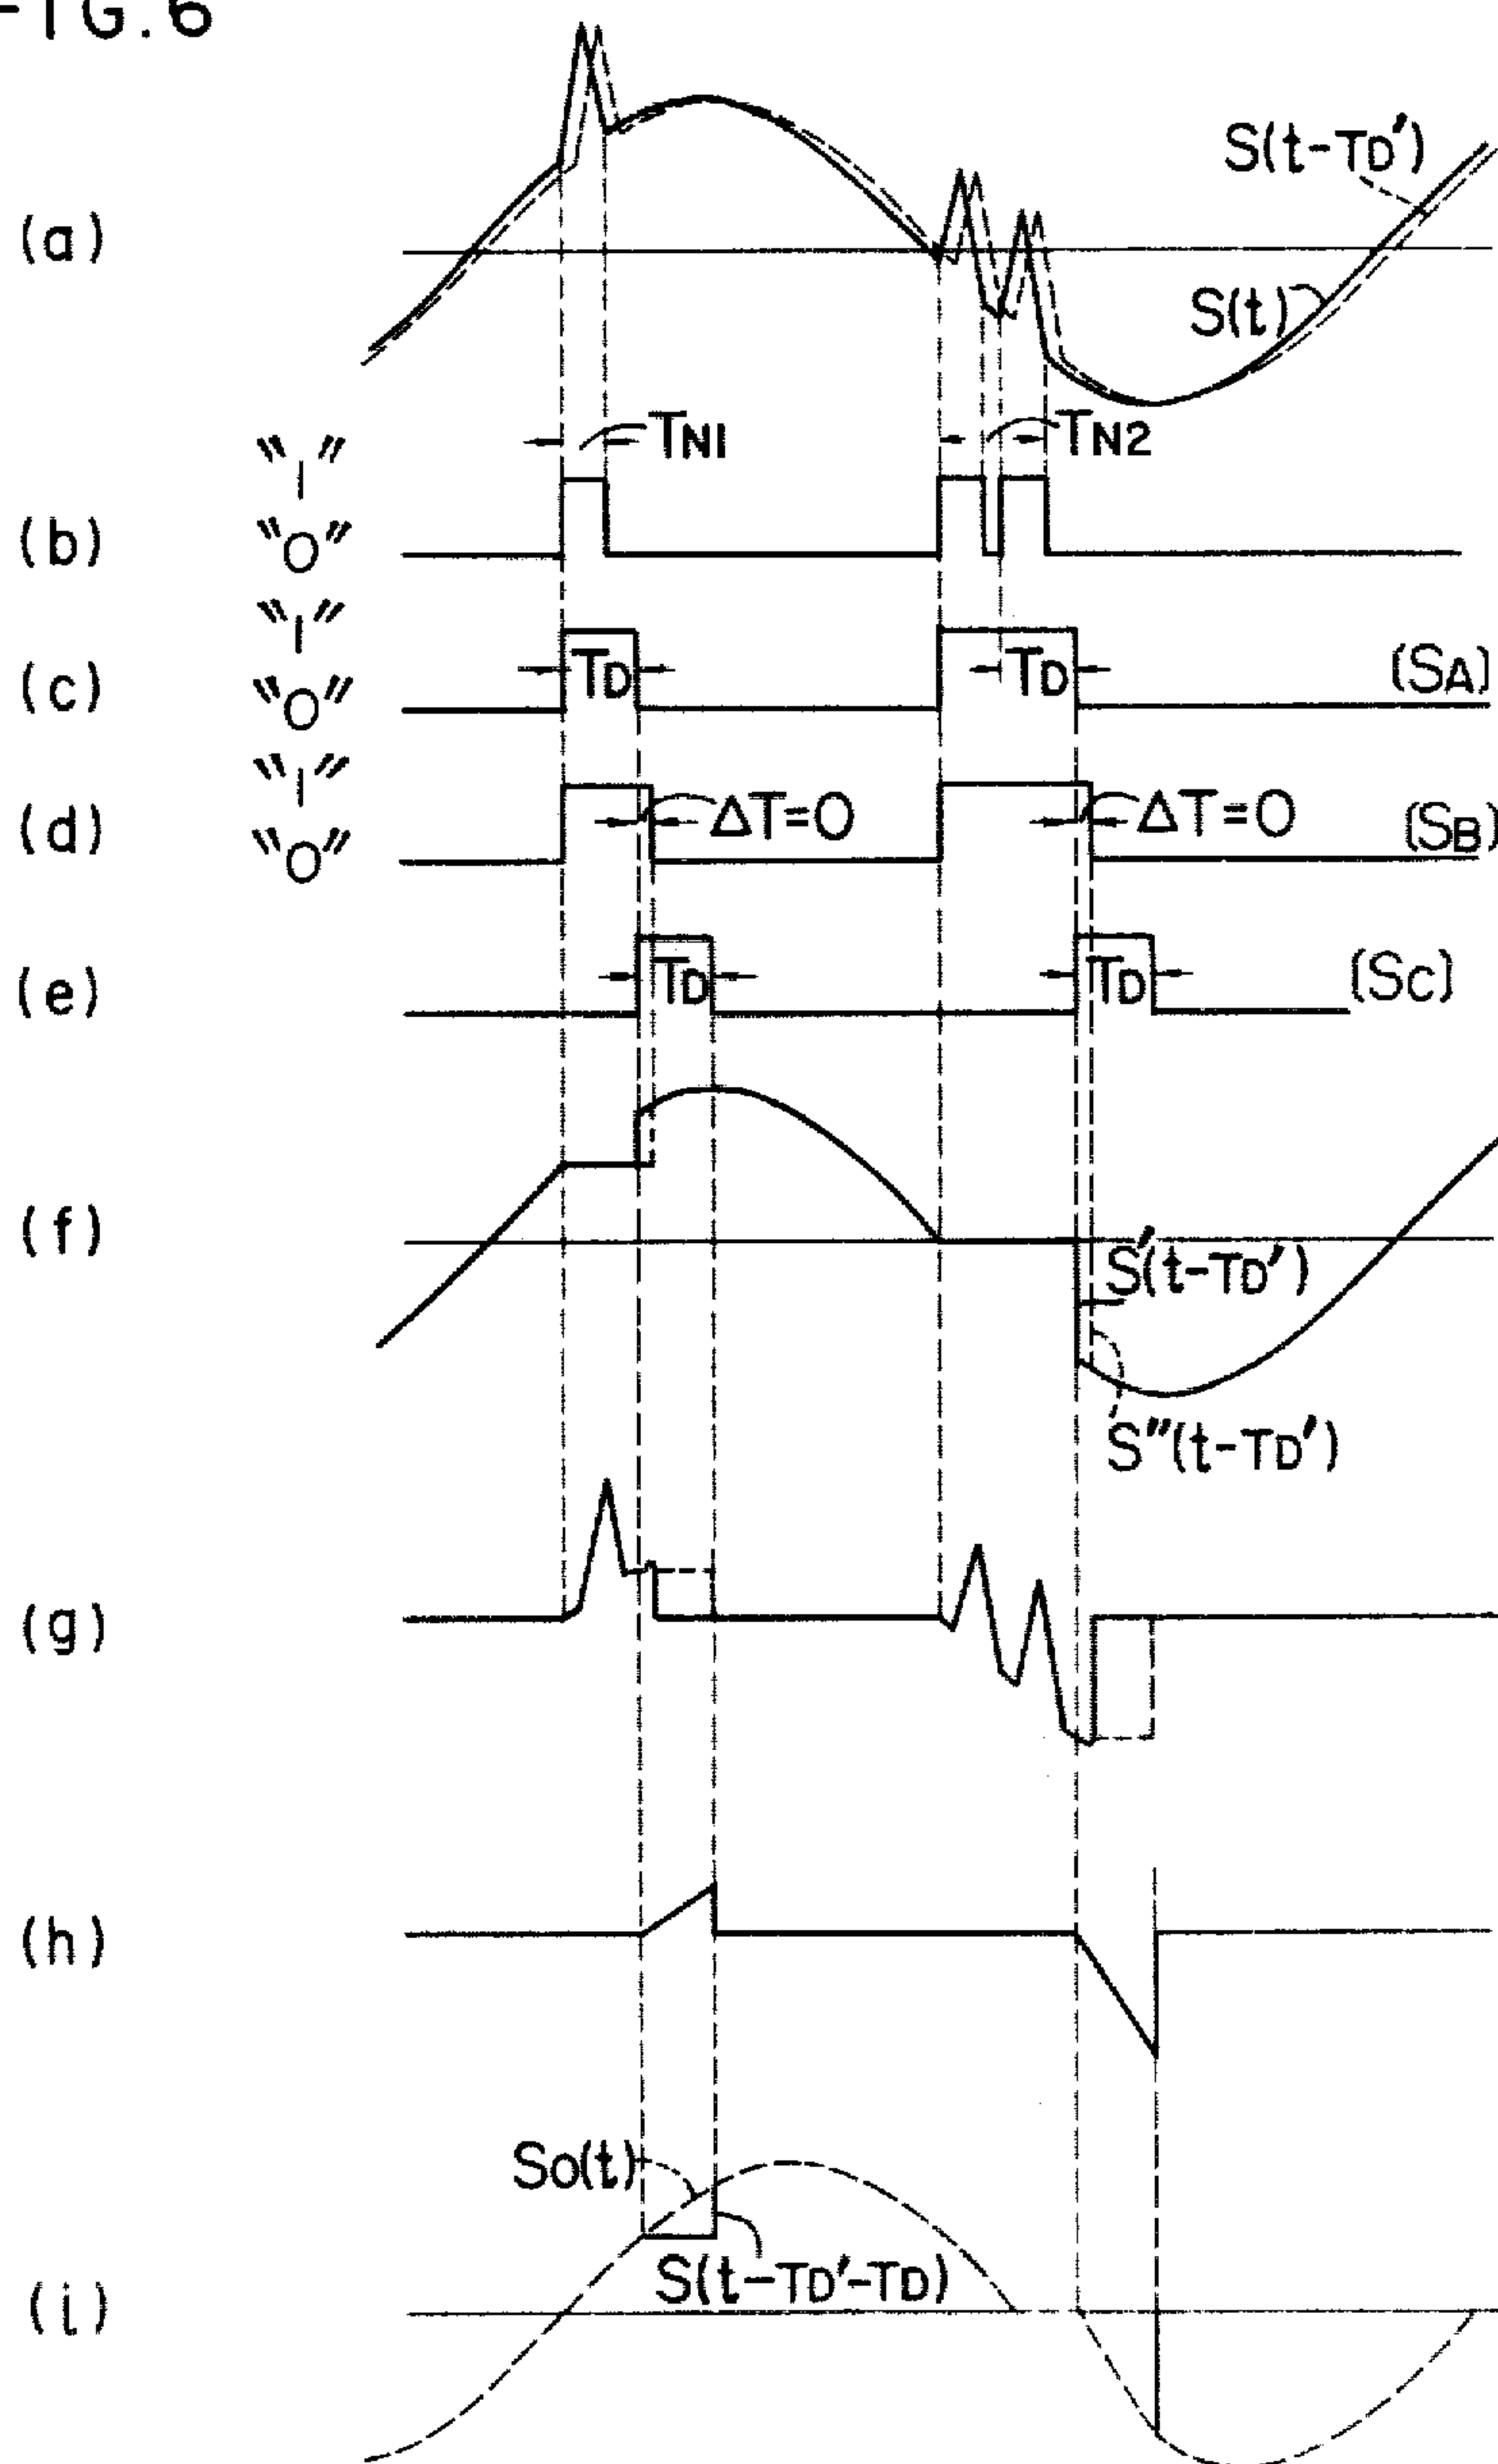 FIG.6
S(t-TD')
(a)
S(t)
TN1
TN2
"1"
(b)
"0"
"1"
TD
TD
(SA)
(c)
"0"
"1"
ΔT=0
ΔT=0
(SB)
(d)
"0"
TD
TD
(SC)
(e)
(f)
S'(t-TD')
S"(t-TD')
(g)
(h)
So(t)
S(t-TD'-TD)
(i)